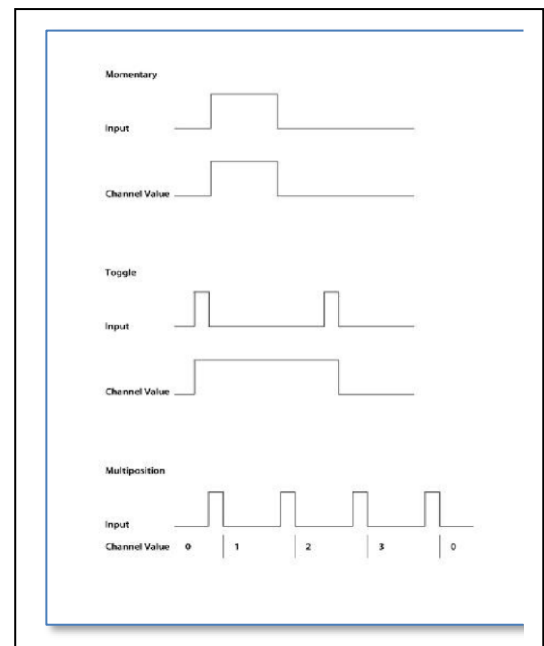 Momentary
Input
Channel Value
Toggle
Input
Channel Value
Multiposition
Input
Channel Value 0 1 2 3 0